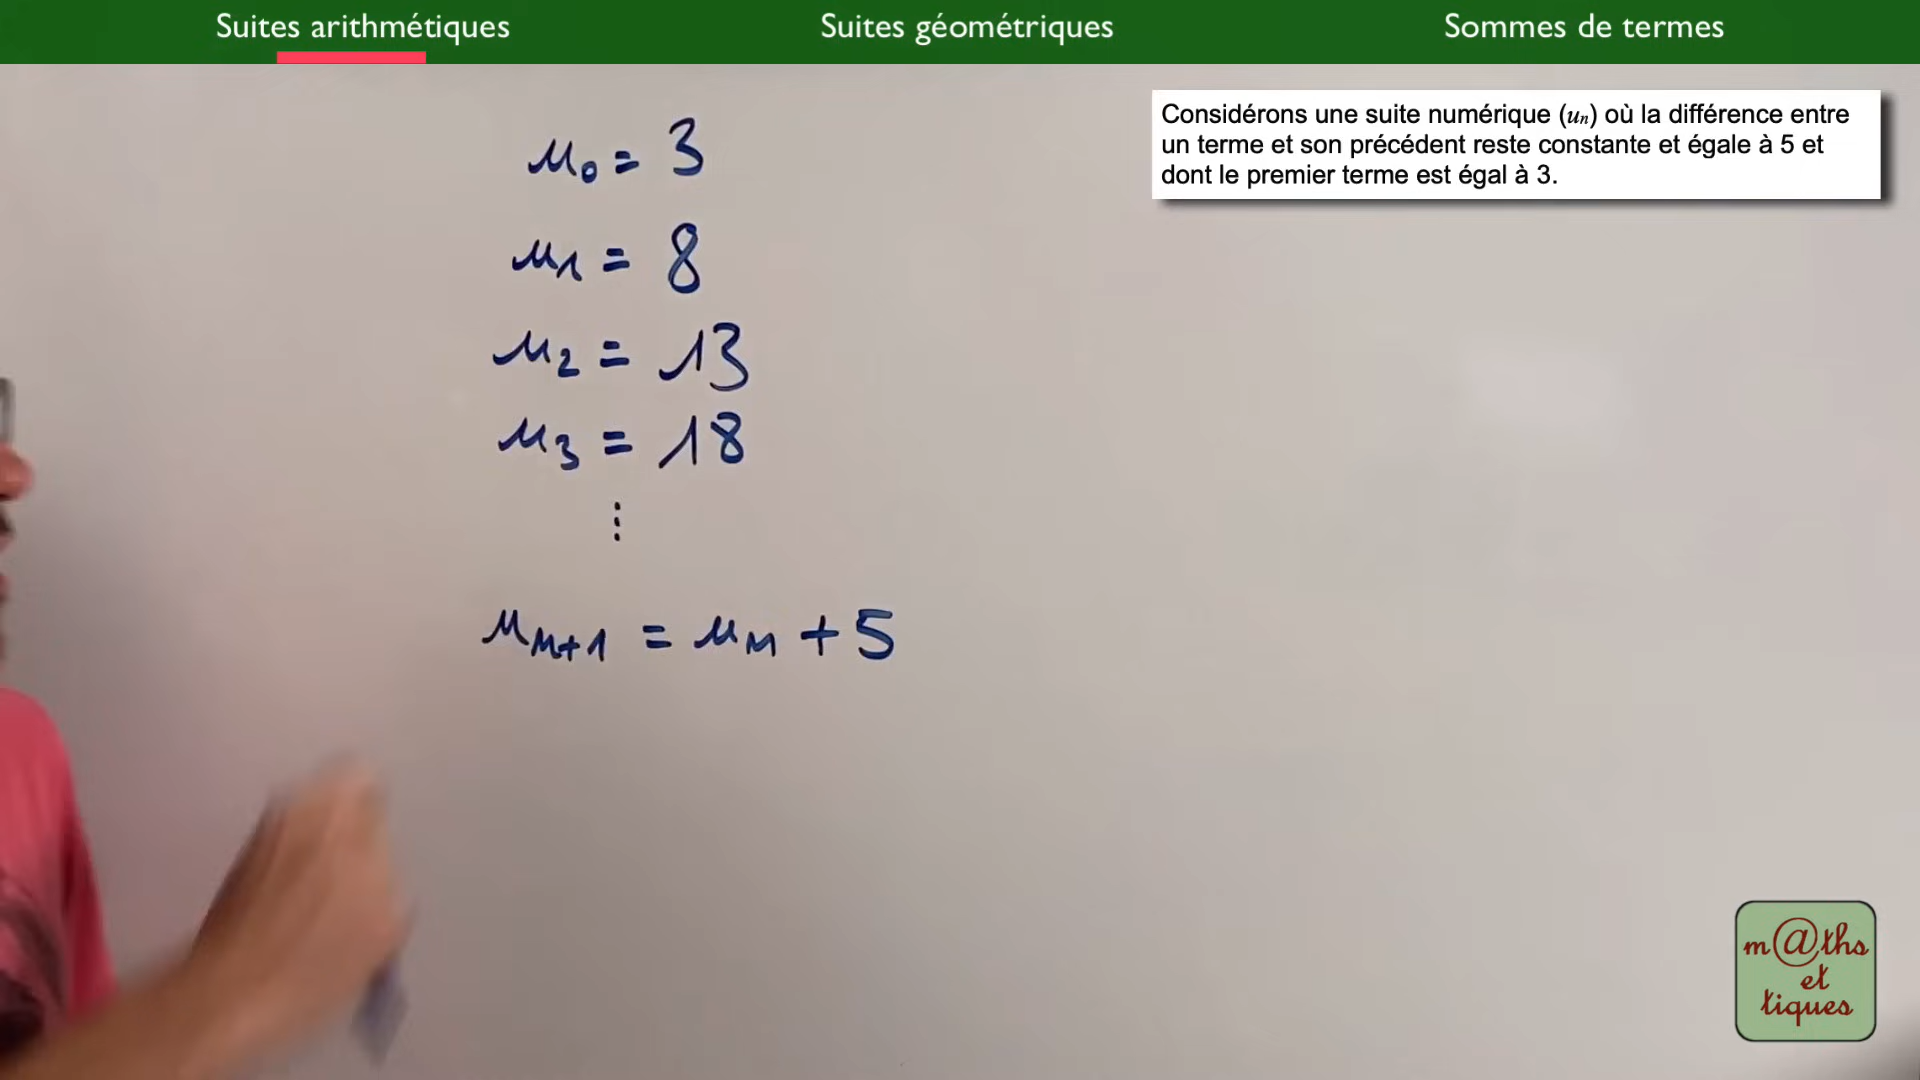 Suites arithmétiques
Suites géométriques
Sommes de termes
Considérons une suite numérique (uₙ) où la différence entre
un terme et son précédent reste constante et égale à 5 et
dont le premier terme est égal à 3.
u₀ = 3
u₁ = 8
u₂ = 13
u₃ = 18
⋮
uₙ₊₁ = uₙ + 5
m@ths
et
tiques